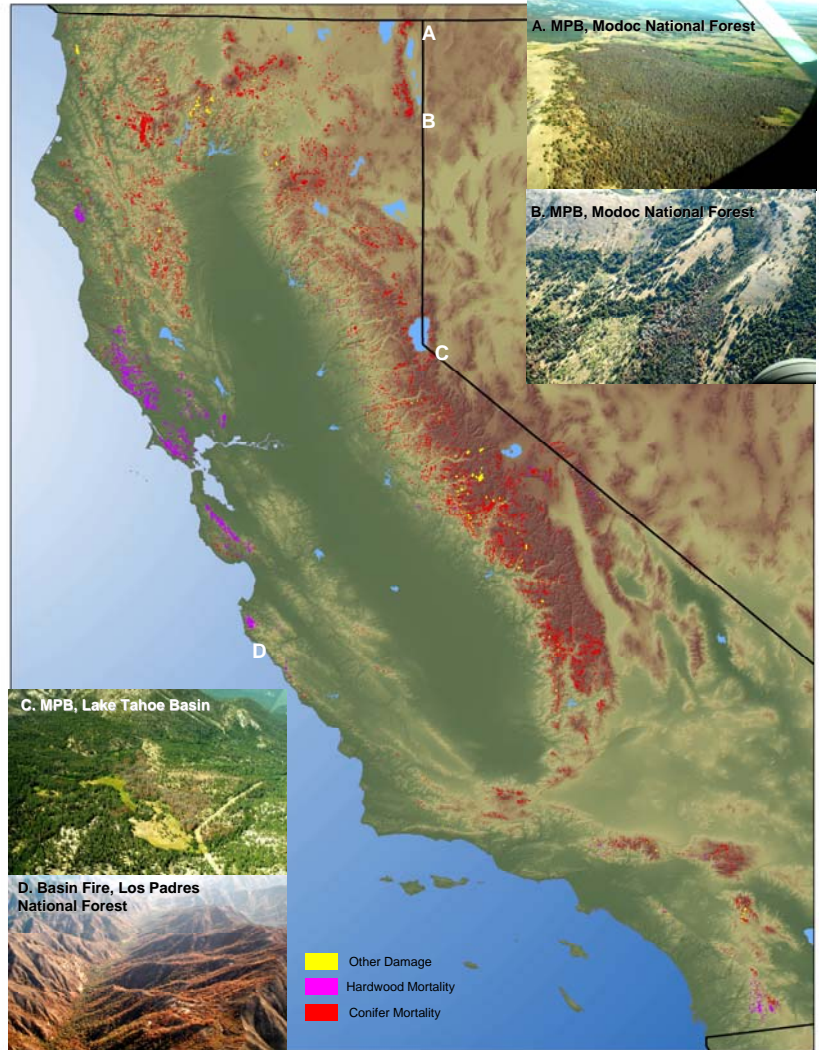 A. MPB, Modoc National Forest
A
B
B. MPB, Modoc National Forest
C
D
C. MPB, Lake Tahoe Basin
D. Basin Fire, Los Padres
National Forest
Other Damage
Hardwood Mortality
Conifer Mortality